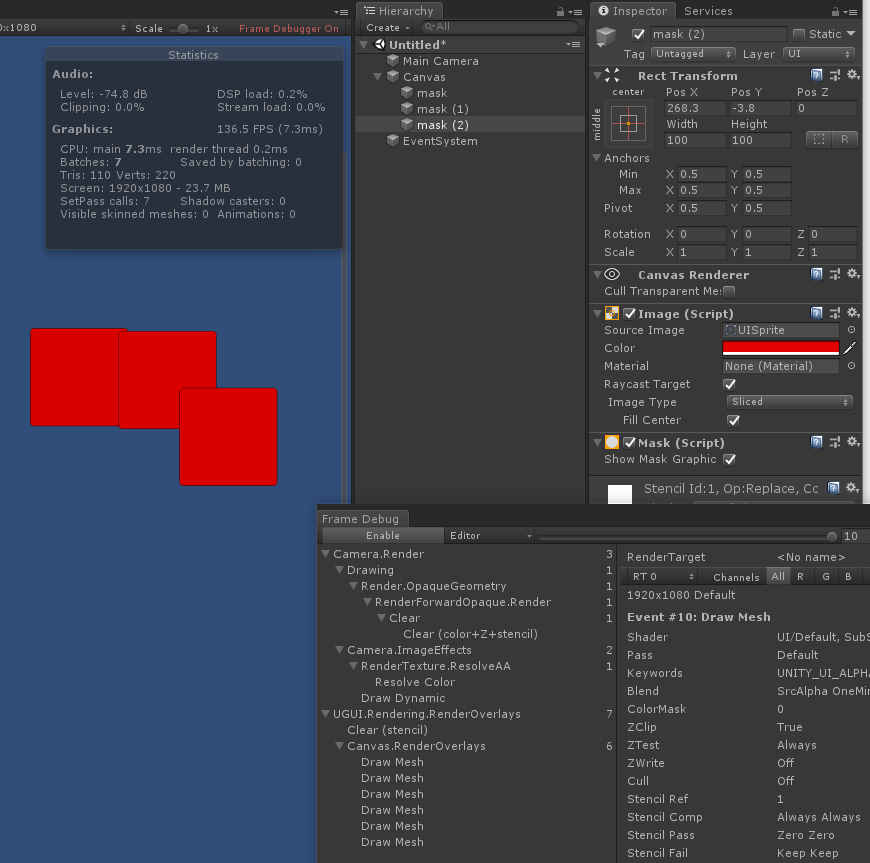 Hierarchy
Inspector Services
0x1080 Scale 1x Frame Debugger On
Create All
mask (2) Static
Tag Untagged Layer UI
Untitled*
Main Camera
Canvas
mask
mask (1)
mask (2)
EventSystem
Statistics
Audio:
Level: -74.8 dB DSP load: 0.2%
Clipping: 0.0% Stream load: 0.0%
Graphics: 136.5 FPS (7.3ms)
CPU: main 7.3ms render thread 0.2ms
Batches: 7 Saved by batching: 0
Tris: 110 Verts: 220
Screen: 1920x1080 - 23.7 MB
SetPass calls: 7 Shadow casters: 0
Visible skinned meshes: 0 Animations: 0
Rect Transform
center Pos X Pos Y Pos Z
middle 268.3 -3.8 0
Width Height
100 100 R
Anchors
Min X 0.5 Y 0.5
Max X 0.5 Y 0.5
Pivot X 0.5 Y 0.5
Rotation X 0 Y 0 Z 0
Scale X 1 Y 1 Z 1
Canvas Renderer
Cull Transparent Me
Image (Script)
Source Image UISprite
Color
Material None (Material)
Raycast Target
Image Type Sliced
Fill Center
Mask (Script)
Show Mask Graphic
Stencil Id:1, Op:Replace, Cc
Frame Debug
Enable Editor 10
Camera.Render 3
Drawing 1
Render.OpaqueGeometry 1
RenderForwardOpaque.Render 1
Clear 1
Clear (color+Z+stencil)
Camera.ImageEffects 2
RenderTexture.ResolveAA 1
Resolve Color
Draw Dynamic
UGUI.Rendering.RenderOverlays 7
Clear (stencil)
Canvas.RenderOverlays 6
Draw Mesh
Draw Mesh
Draw Mesh
Draw Mesh
Draw Mesh
Draw Mesh
RenderTarget <No name>
RT 0 Channels All R G B
1920x1080 Default
Event #10: Draw Mesh
Shader UI/Default, SubS
Pass Default
Keywords UNITY_UI_ALPHA
Blend SrcAlpha OneMin
ColorMask 0
ZClip True
ZTest Always
ZWrite Off
Cull Off
Stencil Ref 1
Stencil Comp Always Always
Stencil Pass Zero Zero
Stencil Fail Keep Keep